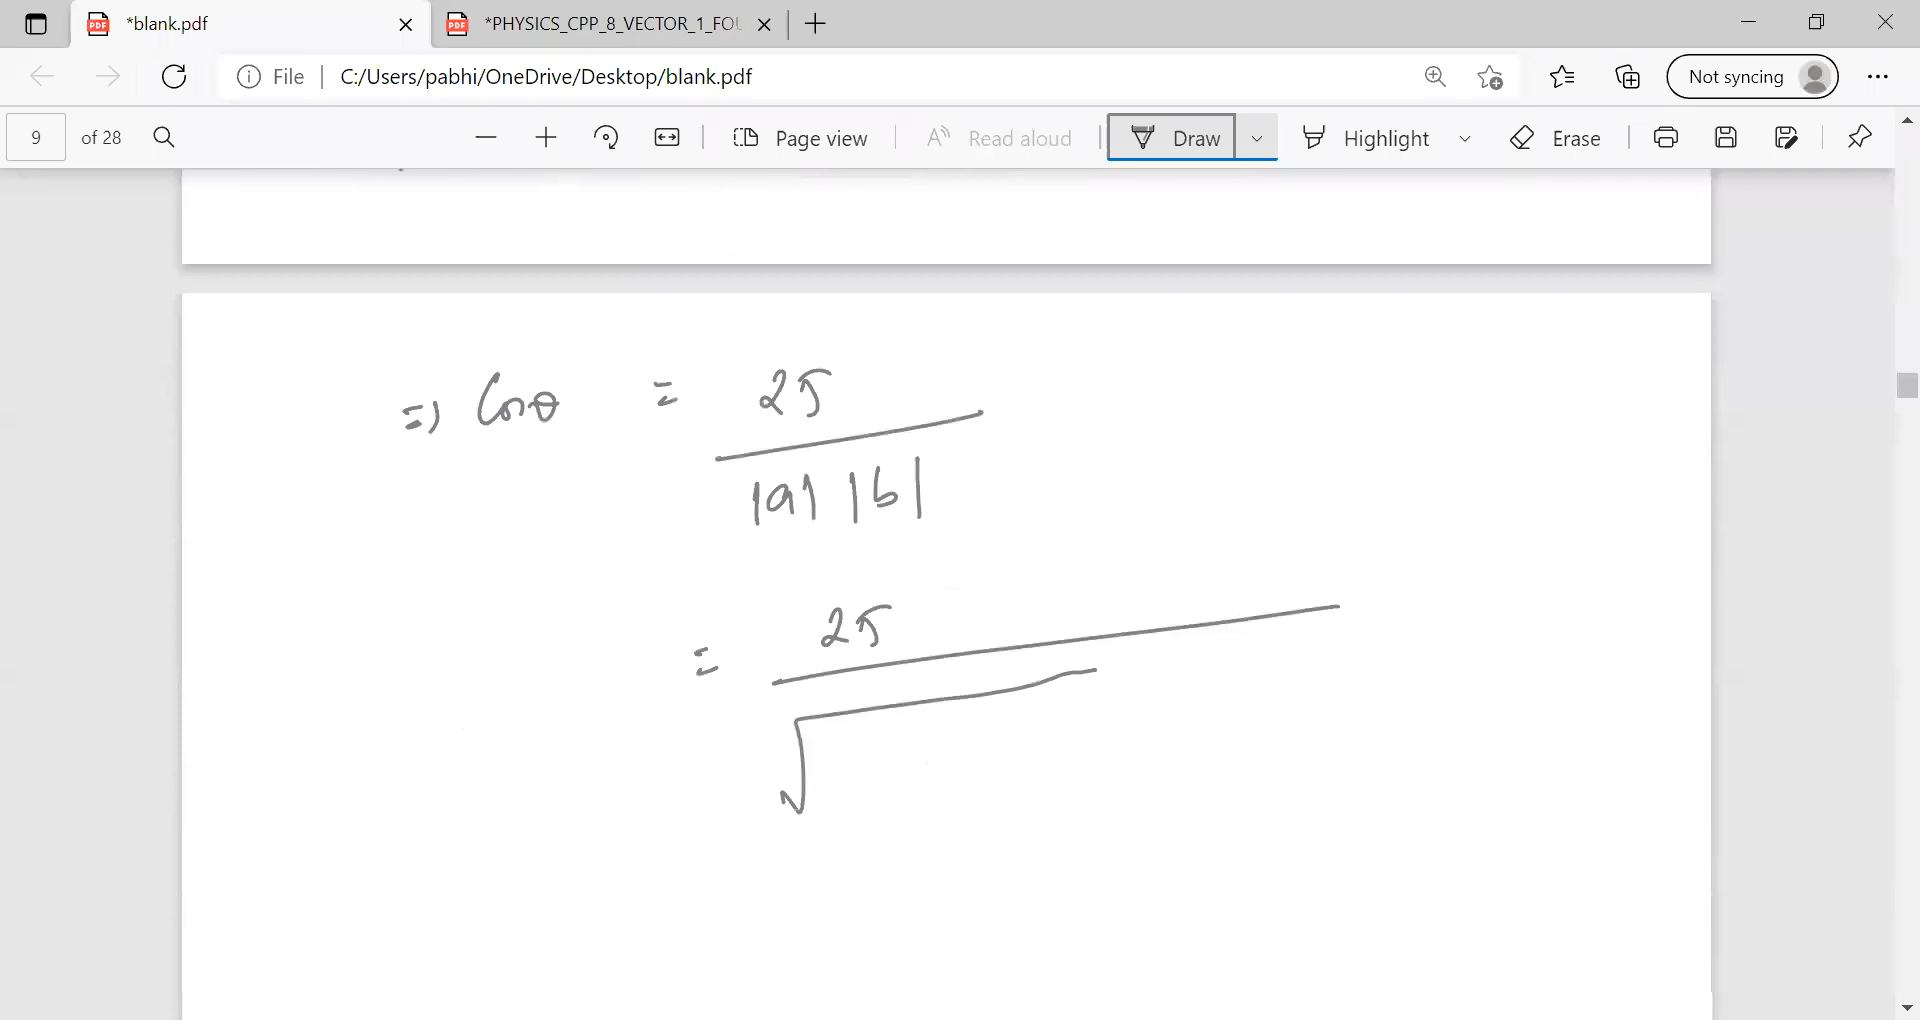 *blank.pdf
*PHYSICS_CPP_8_VECTOR_1_FOU
File
C:/Users/pabhi/OneDrive/Desktop/blank.pdf
Not syncing
9 of 28
Page view
Read aloud
Draw
Highlight
Erase
=) Cosθ = 25
|a| |b|
= 25
√